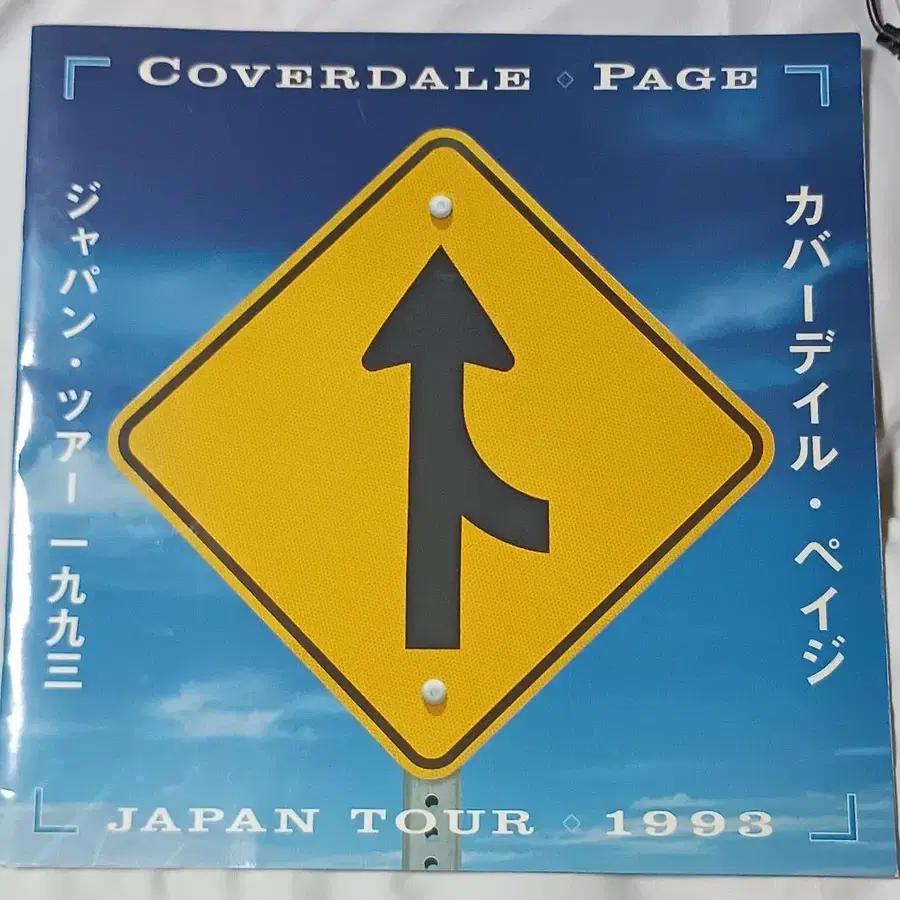 COVERDALE ◇ PAGE
カバーデイル・ペイジ
ジャパン・ツアー 一九九三
JAPAN TOUR ◇ 1993